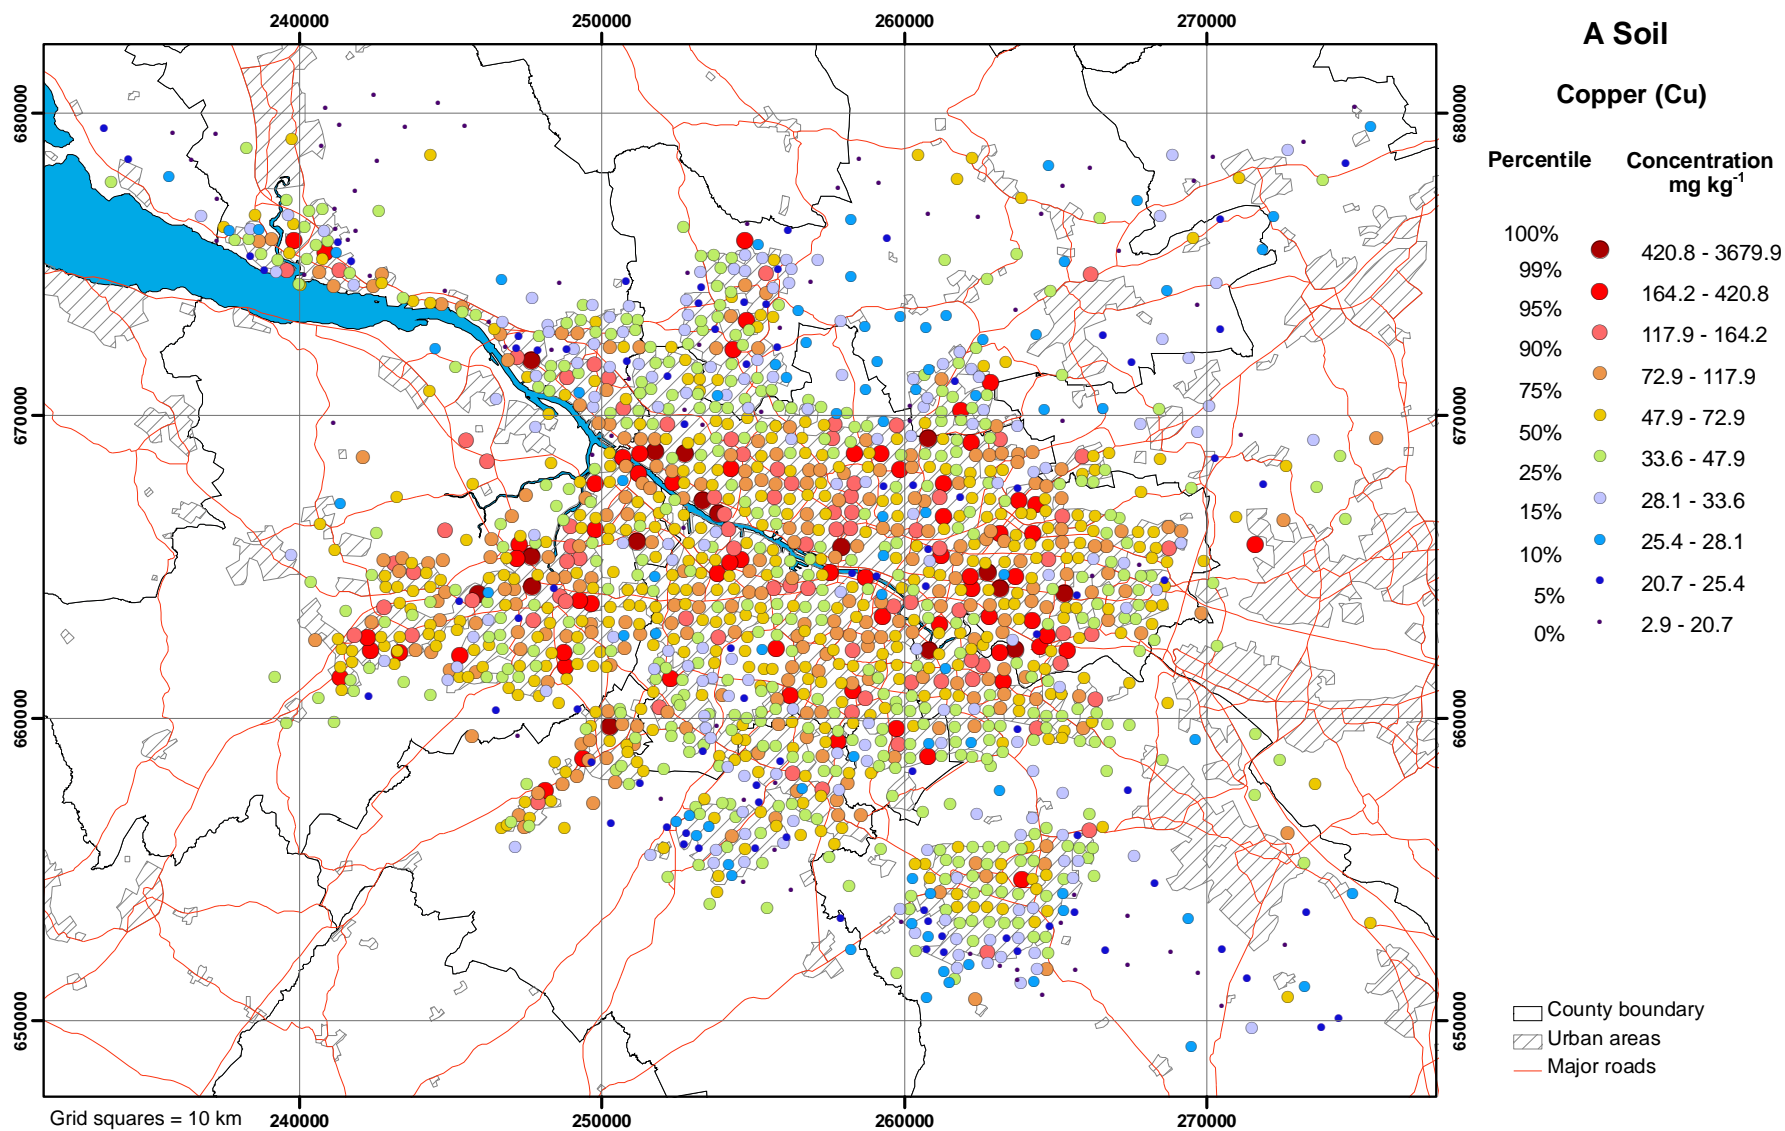 240000
250000
260000
270000
A Soil
Copper (Cu)
Percentile
Concentration
mg kg-1
100%
420.8 - 3679.9
99%
164.2 - 420.8
95%
117.9 - 164.2
90%
72.9 - 117.9
75%
47.9 - 72.9
50%
33.6 - 47.9
25%
28.1 - 33.6
15%
25.4 - 28.1
10%
20.7 - 25.4
5%
2.9 - 20.7
0%
680000
680000
670000
670000
660000
660000
650000
650000
County boundary
Urban areas
Major roads
Grid squares = 10 km
240000
250000
260000
270000